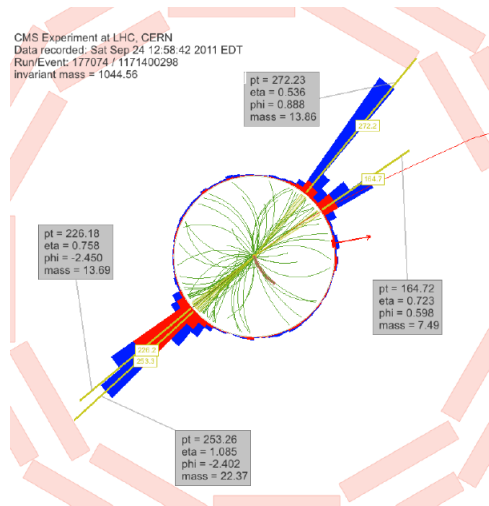 CMS Experiment at LHC, CERN
Data recorded: Sat Sep 24 12:58:42 2011 EDT
Run/Event: 177074 / 1171400298
invariant mass = 1044.56
pt = 272.23
eta = 0.536
phi = 0.888
mass = 13.86
272.2
164.7
pt = 226.18
eta = 0.758
phi = -2.450
mass = 13.69
pt = 164.72
eta = 0.723
phi = 0.598
mass = 7.49
226.2
253.3
pt = 253.26
eta = 1.085
phi = -2.402
mass = 22.37